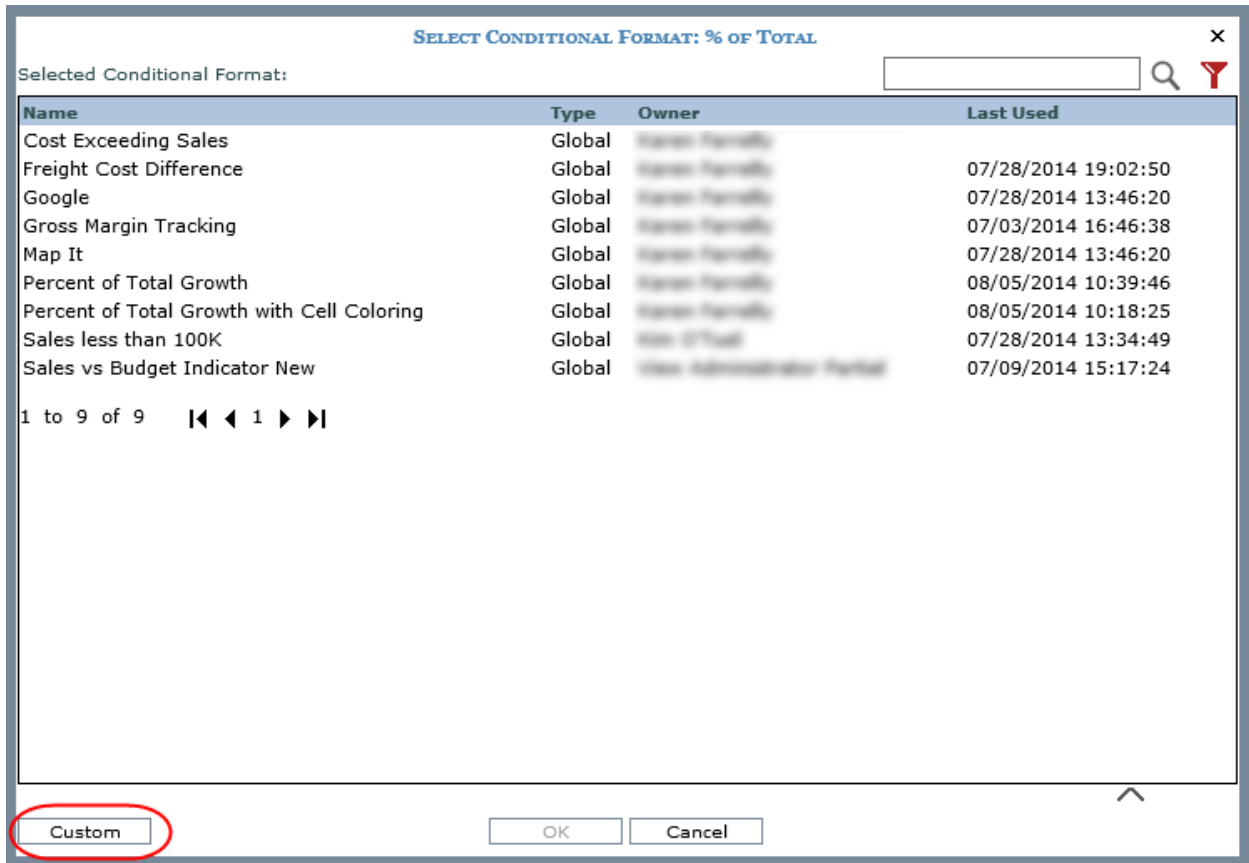 SELECT CONDITIONAL FORMAT: % OF TOTAL
Selected Conditional Format:
Name Type Owner Last Used
Cost Exceeding Sales Global
Freight Cost Difference Global 07/28/2014 19:02:50
Google Global 07/28/2014 13:46:20
Gross Margin Tracking Global 07/03/2014 16:46:38
Map It Global 07/28/2014 13:46:20
Percent of Total Growth Global 08/05/2014 10:39:46
Percent of Total Growth with Cell Coloring Global 08/05/2014 10:18:25
Sales less than 100K Global 07/28/2014 13:34:49
Sales vs Budget Indicator New Global 07/09/2014 15:17:24
1 to 9 of 9 1
Custom OK Cancel